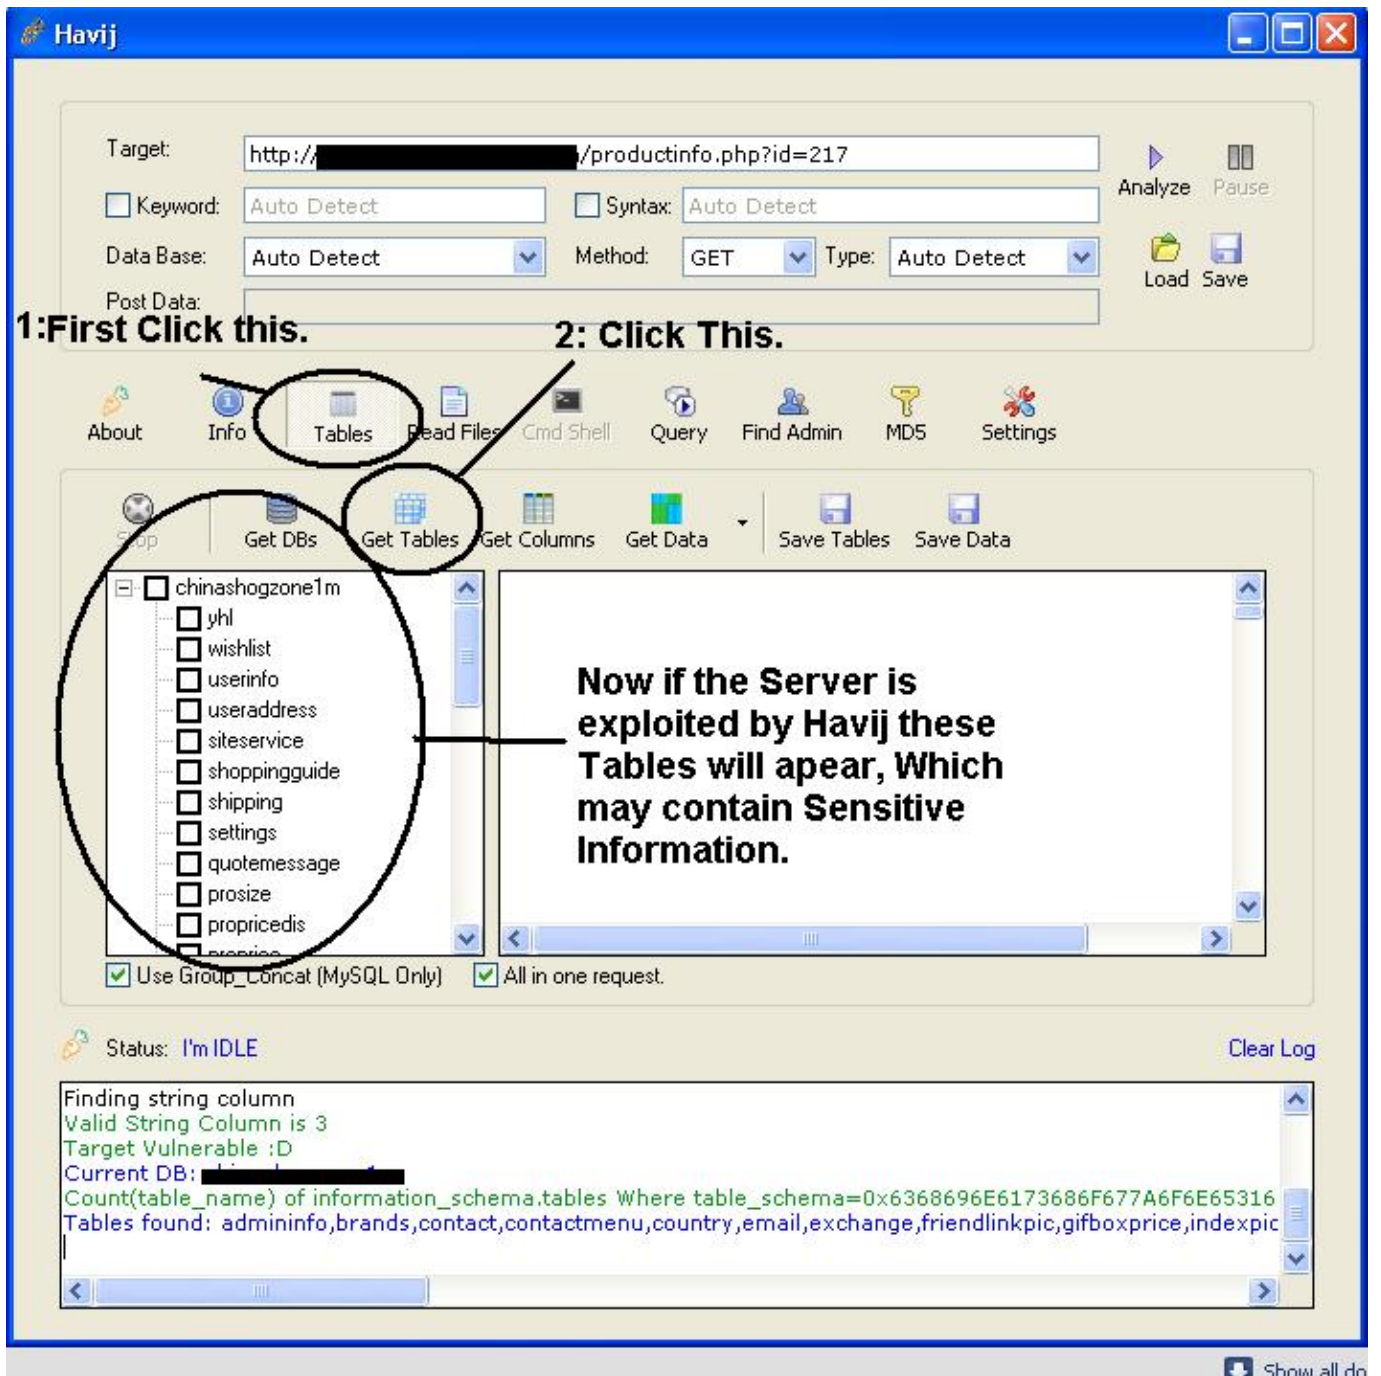 Havij
Target:
http:// /productinfo.php?id=217
Analyze
Pause
Keyword:
Auto Detect
Syntax:
Auto Detect
Data Base:
Auto Detect
Method:
GET
Type:
Auto Detect
Load
Save
Post Data:
1:First Click this.
2: Click This.
About
Info
Tables
Read Files
Cmd Shell
Query
Find Admin
MD5
Settings
Stop
Get DBs
Get Tables
Get Columns
Get Data
Save Tables
Save Data
chinashogzone1m
yhl
wishlist
userinfo
useraddress
siteservice
shoppingguide
shipping
settings
quotemessage
prosize
propricedis
Now if the Server is
exploited by Havij these
Tables will apear, Which
may contain Sensitive
Information.
Use Group_Concat (MySQL Only)
All in one request.
Status: I'm IDLE
Clear Log
Finding string column
Valid String Column is 3
Target Vulnerable :D
Current DB:
Count(table_name) of information_schema.tables Where table_schema=0x6368696E6173686F677A6F6E65316
Tables found: admininfo,brands,contact,contactmenu,country,email,exchange,friendlinkpic,gifboxprice,indexpic
Show all do